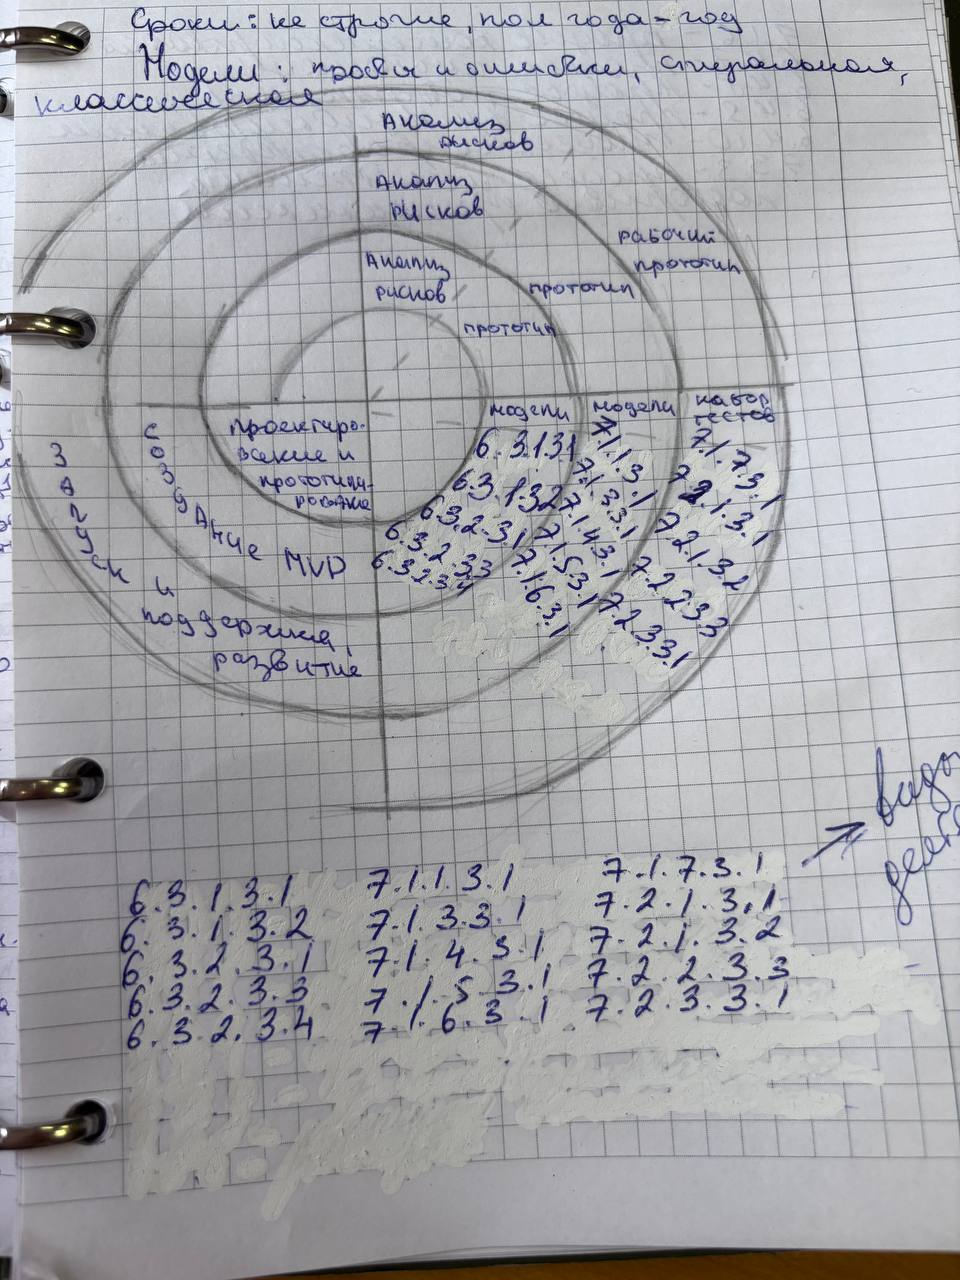 Сроки: не строгие, пол года - год
Модели: пробы и ошибки, спиральная,
классическая
Анализ
рисков
Анализ
рисков
Анализ
рисков
рабочий
прототип
прототип
прототип
модели
модели
набор
тестов
проектиро-
вание и
прототипи-
рование
создание MVP
запуск и
поддержка
развитие
6.3.1.3.1
6.3.1.3.2
6.3.2.3.1
6.3.2.3.3
6.3.2.3.4
7.1.1.3.1
7.1.3.3.1
7.1.4.3.1
7.1.5.3.1
7.1.6.3.1
7.1.7.3.1
7.2.1.3.1
7.2.1.3.2
7.2.2.3.3
7.2.3.3.1
6.3.1.3.1 7.1.1.3.1 7.1.7.3.1
6.3.1.3.2 7.1.3.3.1 7.2.1.3.1
6.3.2.3.1 7.1.4.3.1 7.2.1.3.2
6.3.2.3.3 7.1.5.3.1 7.2.2.3.3
6.3.2.3.4 7.1.6.3.1 7.2.3.3.1